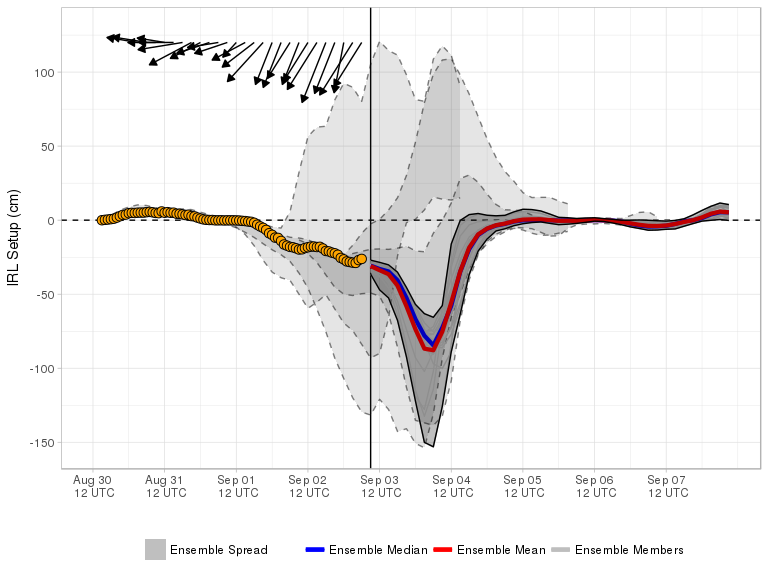 IRL Setup (cm)
100
50
0
-50
-100
-150
Aug 30
12 UTC
Aug 31
12 UTC
Sep 01
12 UTC
Sep 02
12 UTC
Sep 03
12 UTC
Sep 04
12 UTC
Sep 05
12 UTC
Sep 06
12 UTC
Sep 07
12 UTC
Ensemble Spread
Ensemble Median
Ensemble Mean
Ensemble Members